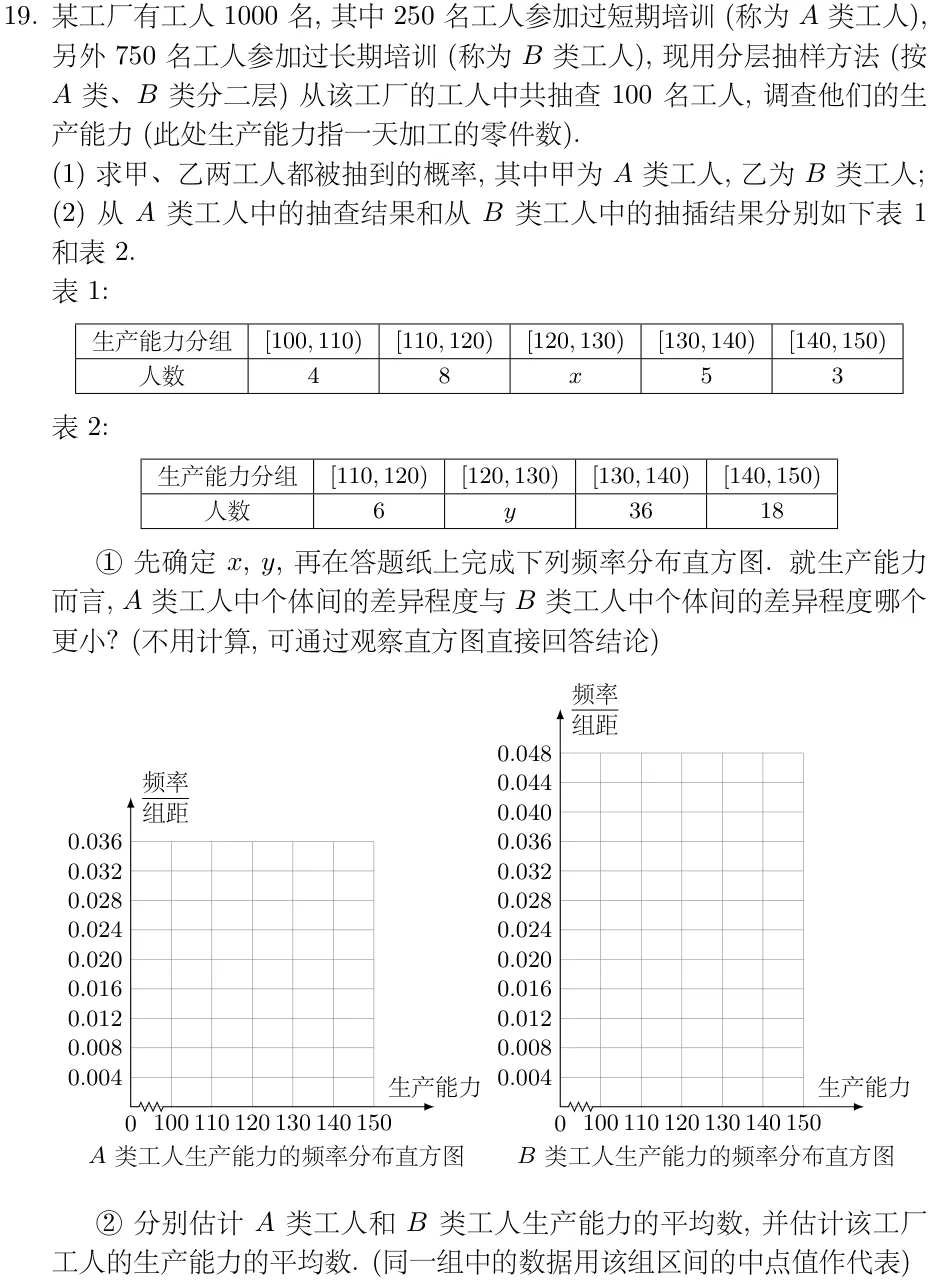 19. 某工厂有工人 1000 名, 其中 250 名工人参加过短期培训 (称为 A 类工人),
另外 750 名工人参加过长期培训 (称为 B 类工人), 现用分层抽样方法 (按
A 类、B 类分二层) 从该工厂的工人中共抽查 100 名工人, 调查他们的生
产能力 (此处生产能力指一天加工的零件数).
(1) 求甲、乙两工人都被抽到的概率, 其中甲为 A 类工人, 乙为 B 类工人;
(2) 从 A 类工人中的抽查结果和从 B 类工人中的抽插结果分别如下表 1
和表 2.
表 1:
生产能力分组 [100, 110) [110, 120) [120, 130) [130, 140) [140, 150)
人数 4 8 x 5 3
表 2:
生产能力分组 [110, 120) [120, 130) [130, 140) [140, 150)
人数 6 y 36 18
① 先确定 x, y, 再在答题纸上完成下列频率分布直方图. 就生产能力
而言, A 类工人中个体间的差异程度与 B 类工人中个体间的差异程度哪个
更小? (不用计算, 可通过观察直方图直接回答结论)
频率
组距
0.036
0.032
0.028
0.024
0.020
0.016
0.012
0.008
0.004
生产能力
0 100 110 120 130 140 150
A 类工人生产能力的频率分布直方图
频率
组距
0.048
0.044
0.040
0.036
0.032
0.028
0.024
0.020
0.016
0.012
0.008
0.004
生产能力
0 100 110 120 130 140 150
B 类工人生产能力的频率分布直方图
② 分别估计 A 类工人和 B 类工人生产能力的平均数, 并估计该工厂
工人的生产能力的平均数. (同一组中的数据用该组区间的中点值作代表)